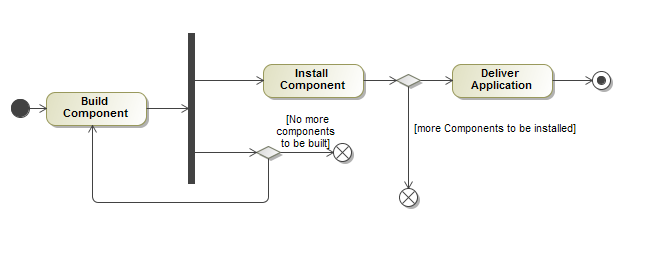 Build
Component
Install
Component
Deliver
Application
[No more
components
to be built]
[more Components to be installed]